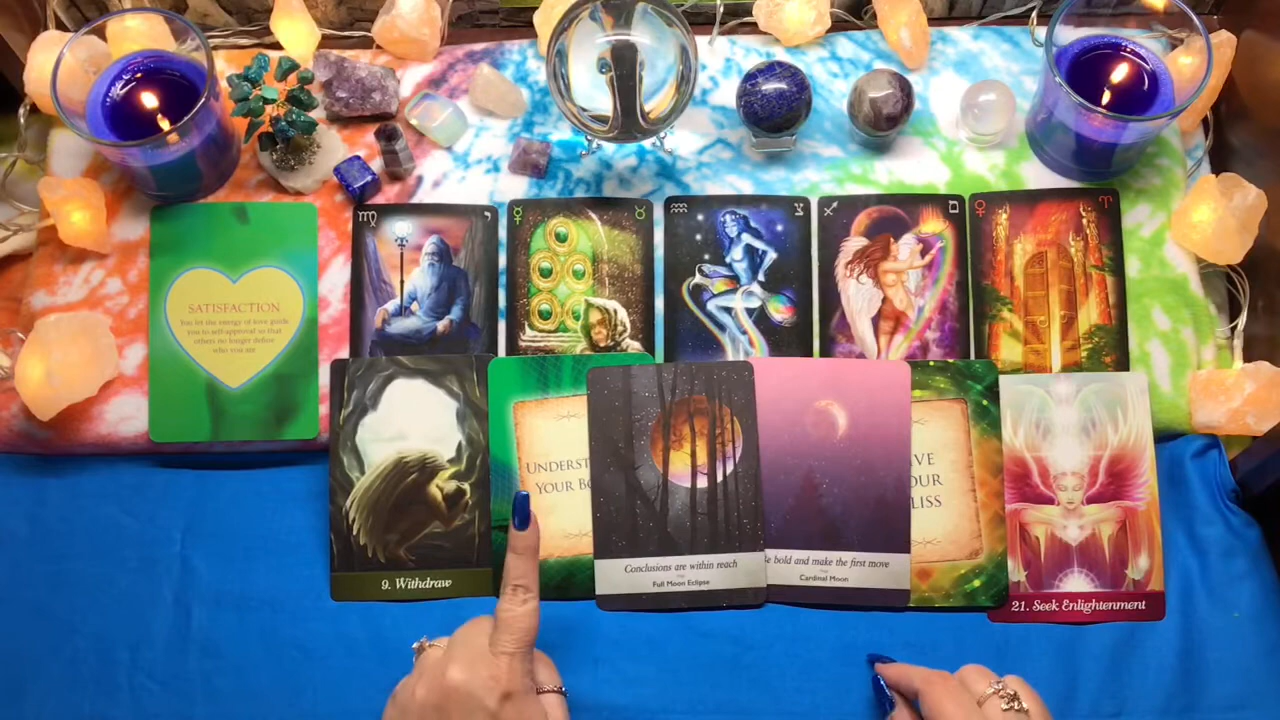 SATISFACTION
You let the energy of love guide
you to self-approval so that
others no longer define
who you are
9. Withdraw
UNDERST
YOUR BO
Conclusions are within reach
Full Moon Eclipse
Be bold and make the first move
Cardinal Moon
VE
OUR
LISS
21. Seek Enlightenment